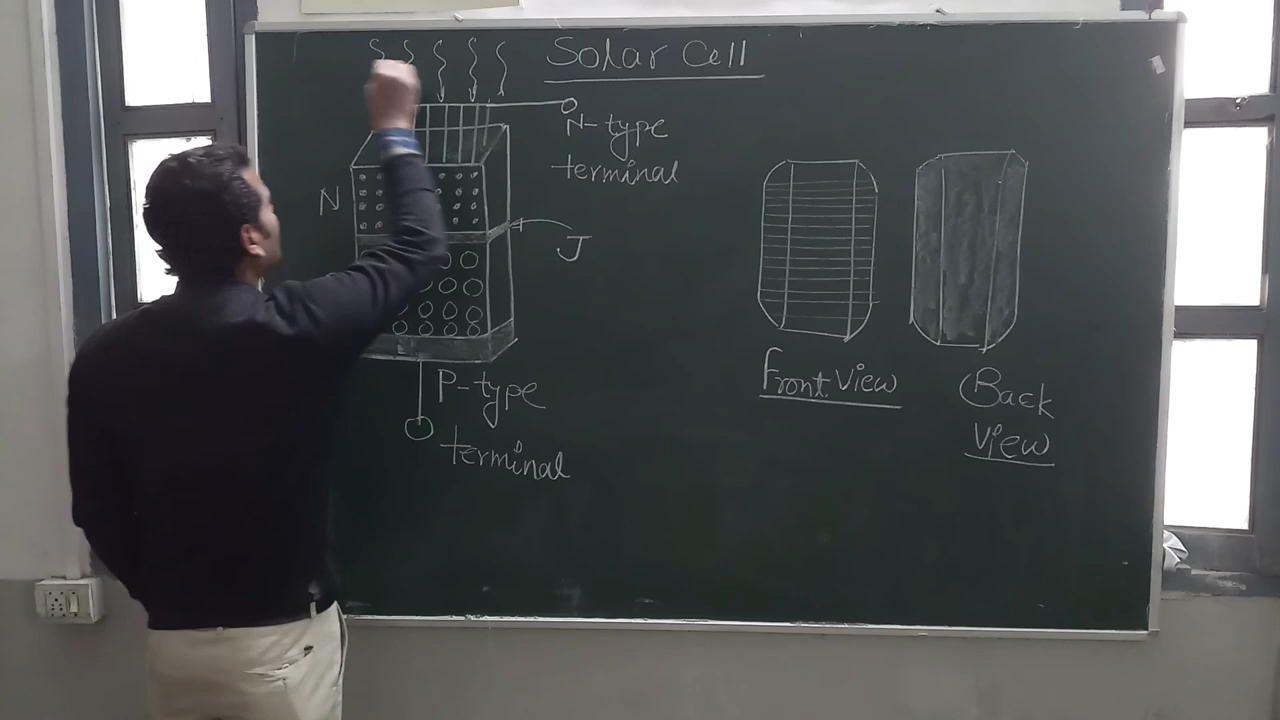 Solar Cell
N-type
terminal
N
J
P-type
terminal
Front View
Back
View